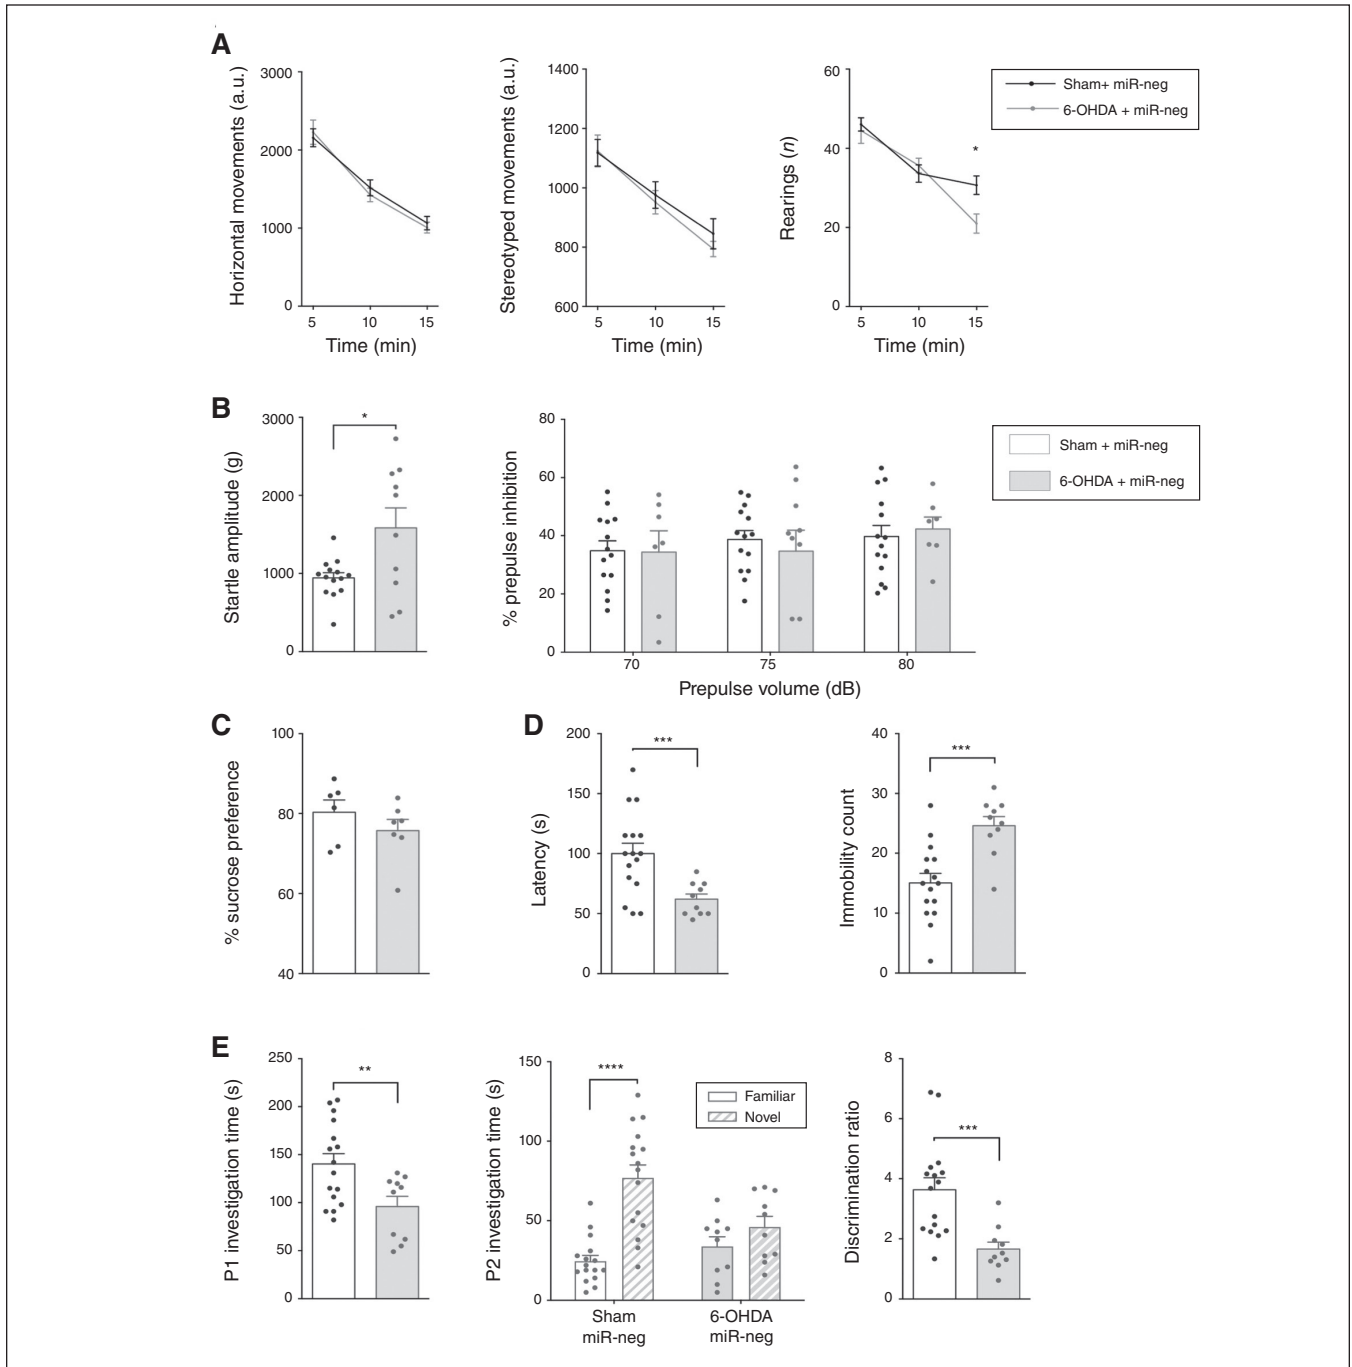 A
Horizontal movements (a.u.)
3000
2000
1000
0
5 10 15
Time (min)
Stereotyped movements (a.u.)
1400
1200
1000
800
600
5 10 15
Time (min)
Rearings (n)
60
40
20
0
*
5 10 15
Time (min)
Sham+ miR-neg
6-OHDA + miR-neg
B
Startle amplitude (g)
3000
2000
1000
0
*
% prepulse inhibition
80
60
40
20
0
70 75 80
Prepulse volume (dB)
Sham + miR-neg
6-OHDA + miR-neg
C
% sucrose preference
100
80
60
40
D
Latency (s)
200
150
100
50
0
***
Immobility count
40
30
20
10
0
***
E
P1 investigation time (s)
250
200
150
100
50
0
**
P2 investigation time (s)
150
100
50
0
****
Familiar
Novel
Sham 6-OHDA
miR-neg miR-neg
Discrimination ratio
8
6
4
2
0
***